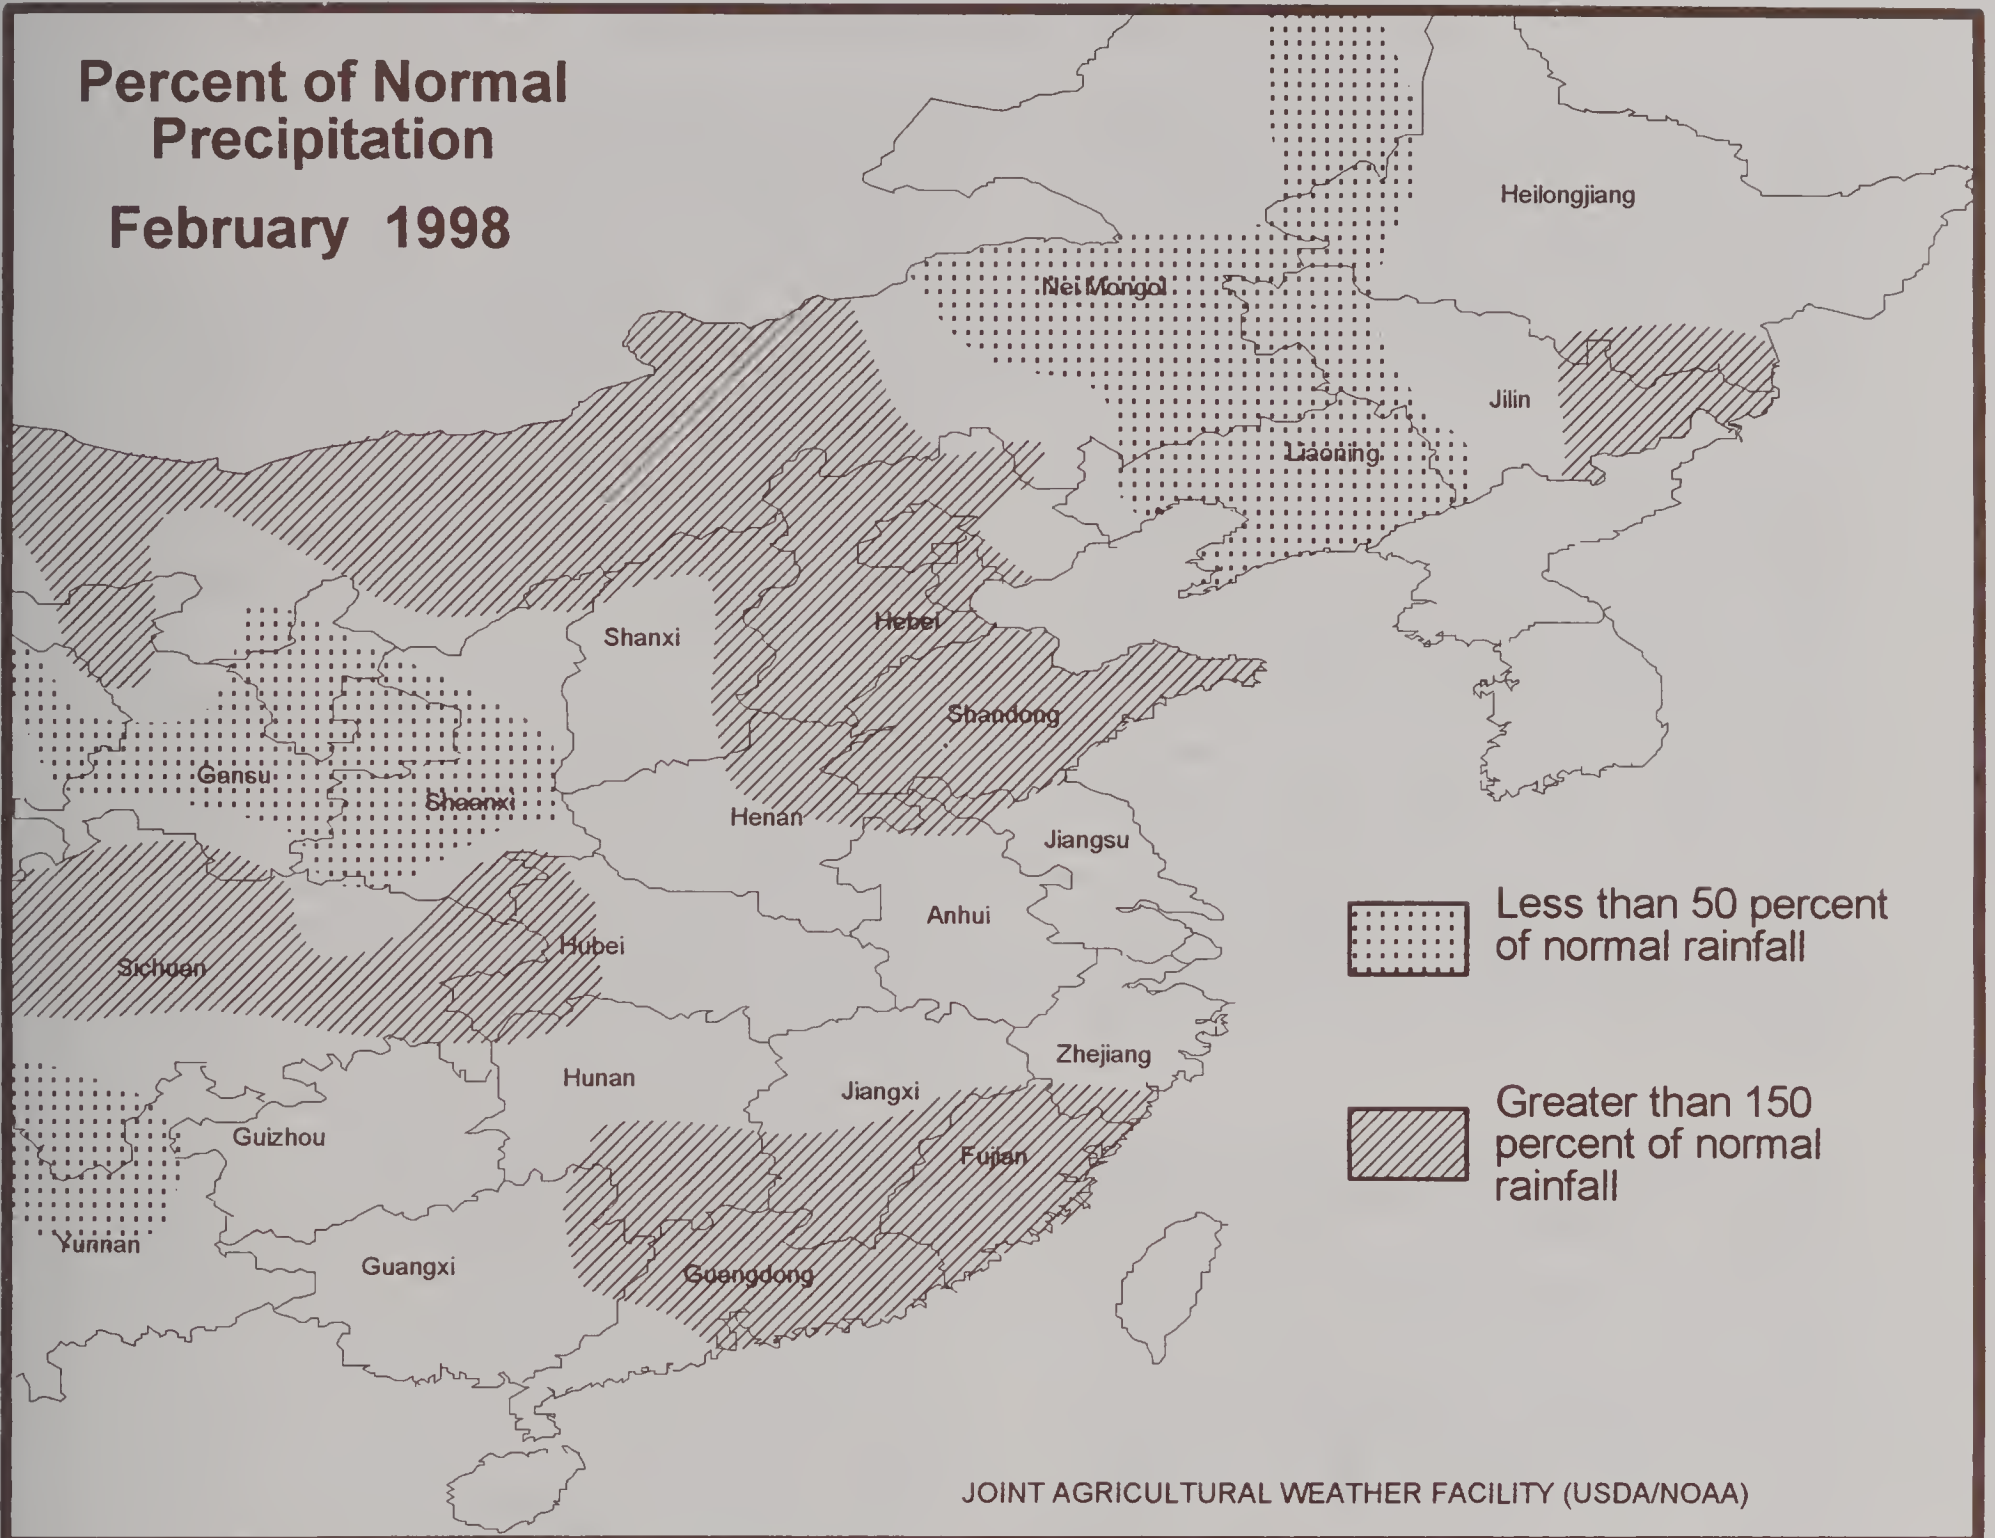 Percent of Normal
Precipitation
February 1998
Heilongjiang
Nei Mongol
Jilin
Liaoning
Hebei
Shanxi
Shandong
Gansu
Shaanxi
Henan
Jiangsu
Anhui
Hubei
Sichuan
Zhejiang
Hunan
Jiangxi
Guizhou
Fujian
Yunnan
Guangxi
Guangdong
Less than 50 percent
of normal rainfall
Greater than 150
percent of normal
rainfall
JOINT AGRICULTURAL WEATHER FACILITY (USDA/NOAA)